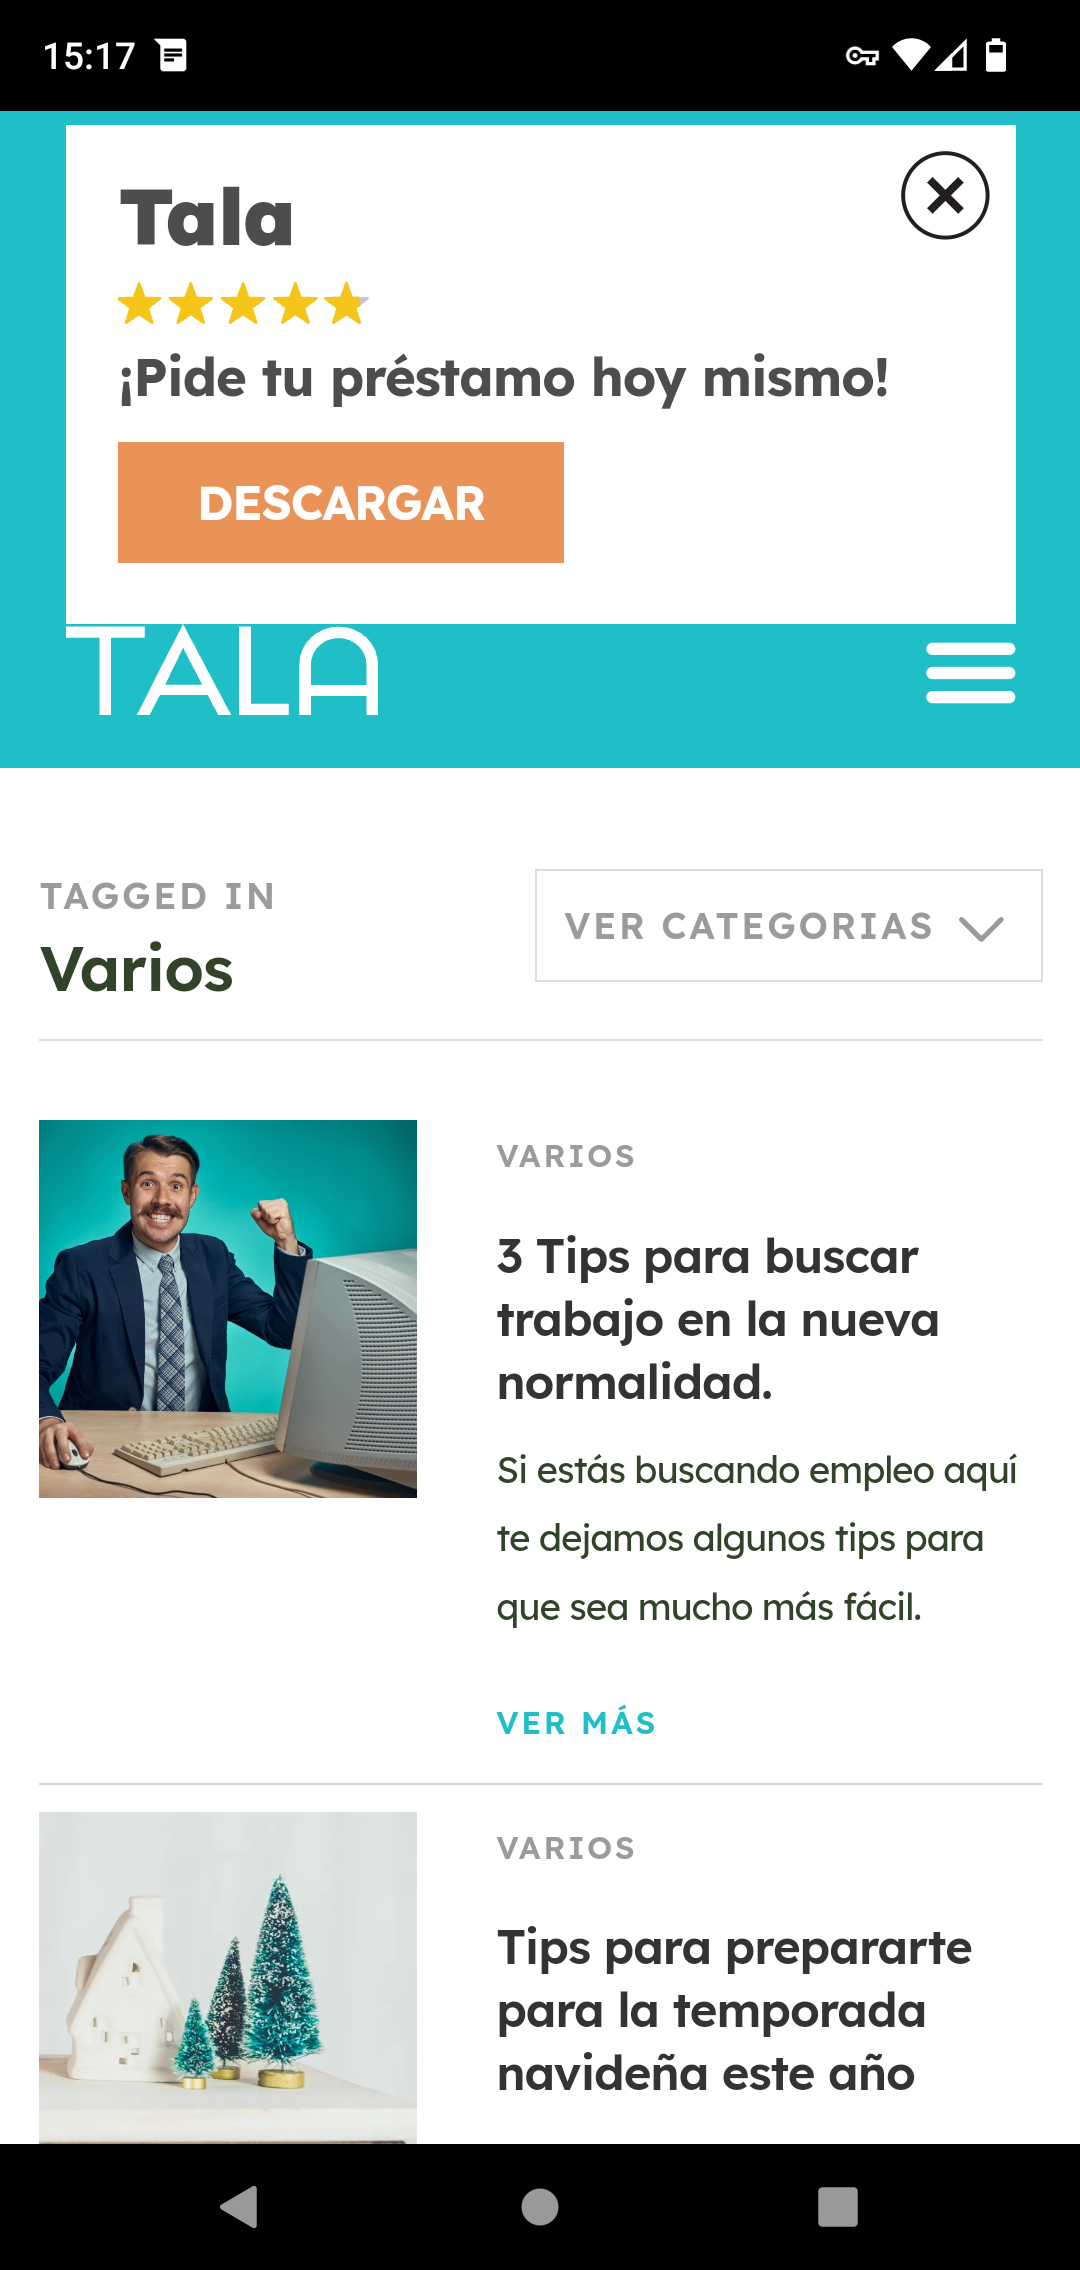 15:17
Tala
¡Pide tu préstamo hoy mismo!
DESCARGAR
TALA
TAGGED IN
Varios
VER CATEGORIAS
VARIOS
3 Tips para buscar
trabajo en la nueva
normalidad.
Si estás buscando empleo aquí
te dejamos algunos tips para
que sea mucho más fácil.
VER MÁS
VARIOS
Tips para prepararte
para la temporada
navideña este año